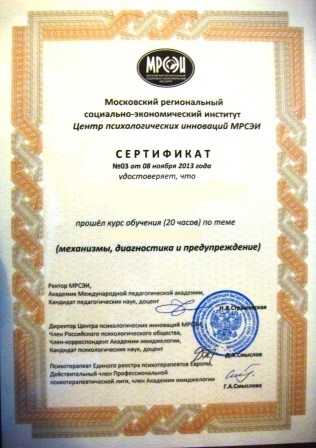 МРСЭИ
Московский региональный
социально-экономический институт
Центр психологических инноваций МРСЭИ
СЕРТИФИКАТ
№03 от 08 ноября 2013 года
удостоверяет, что
прошёл курс обучения (20 часов) по теме
(механизмы, диагностика и предупреждение)
Ректор МРСЭИ,
Академик Международной педагогической академии,
Кандидат педагогических наук, доцент
Директор Центра психологических инноваций МРСЭИ,
Член Российского психологического общества,
Член-корреспондент Академии имиджелогии,
Кандидат психологических наук, доцент
Д.А.Смыслов
Психотерапевт Единого реестра психотерапевтов Европы,
Действительный член Профессиональной
психотерапевтической лиги, член Академии имиджелогии
Г.А.Смыслова